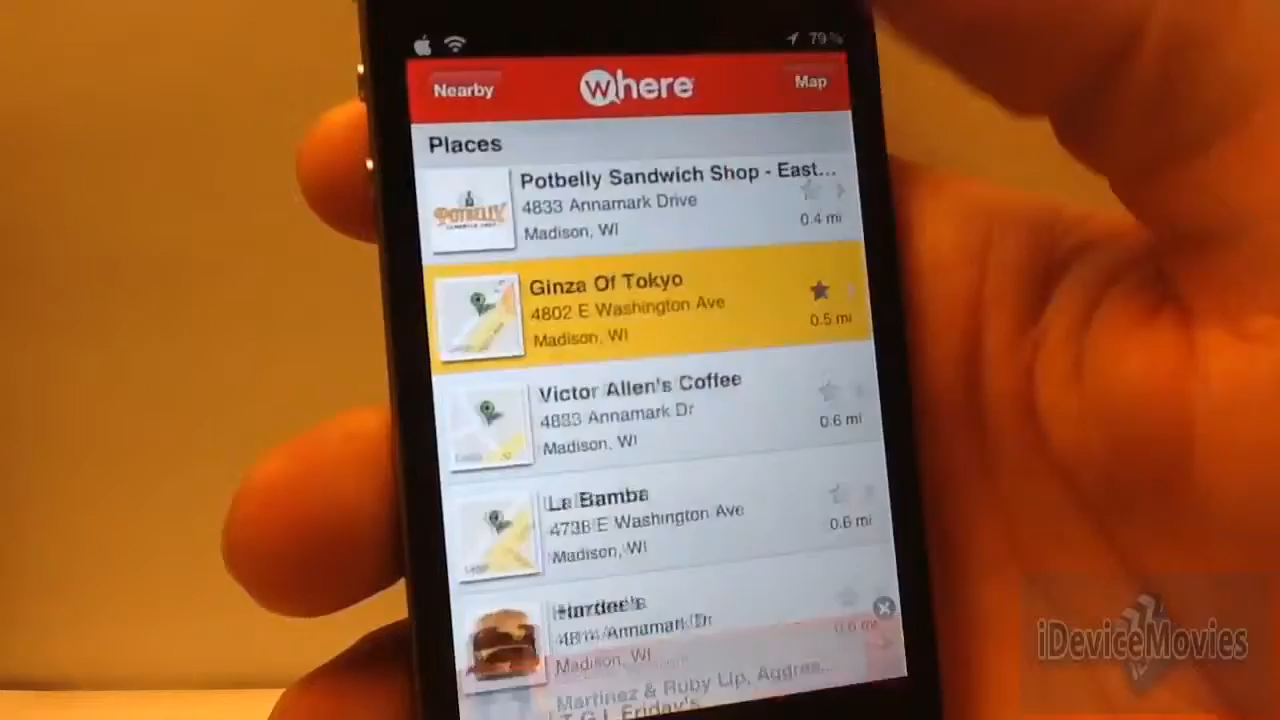 79%
Nearby
where
Map
Places
Potbelly Sandwich Shop - East...
4833 Annamark Drive
Madison, WI
0.4 mi
POTBELLY
Ginza Of Tokyo
4802 E Washington Ave
Madison, WI
0.5 mi
Victor Allen's Coffee
4833 Annamark Dr
Madison, WI
0.6 mi
La Bamba
4738 E Washington Ave
Madison, WI
0.6 mi
Hardee's
Annamark Dr
Madison, WI
0.6 mi
Martinez & Ruby Lip, Aggres...
T.G.I. Friday's
iDeviceMovies